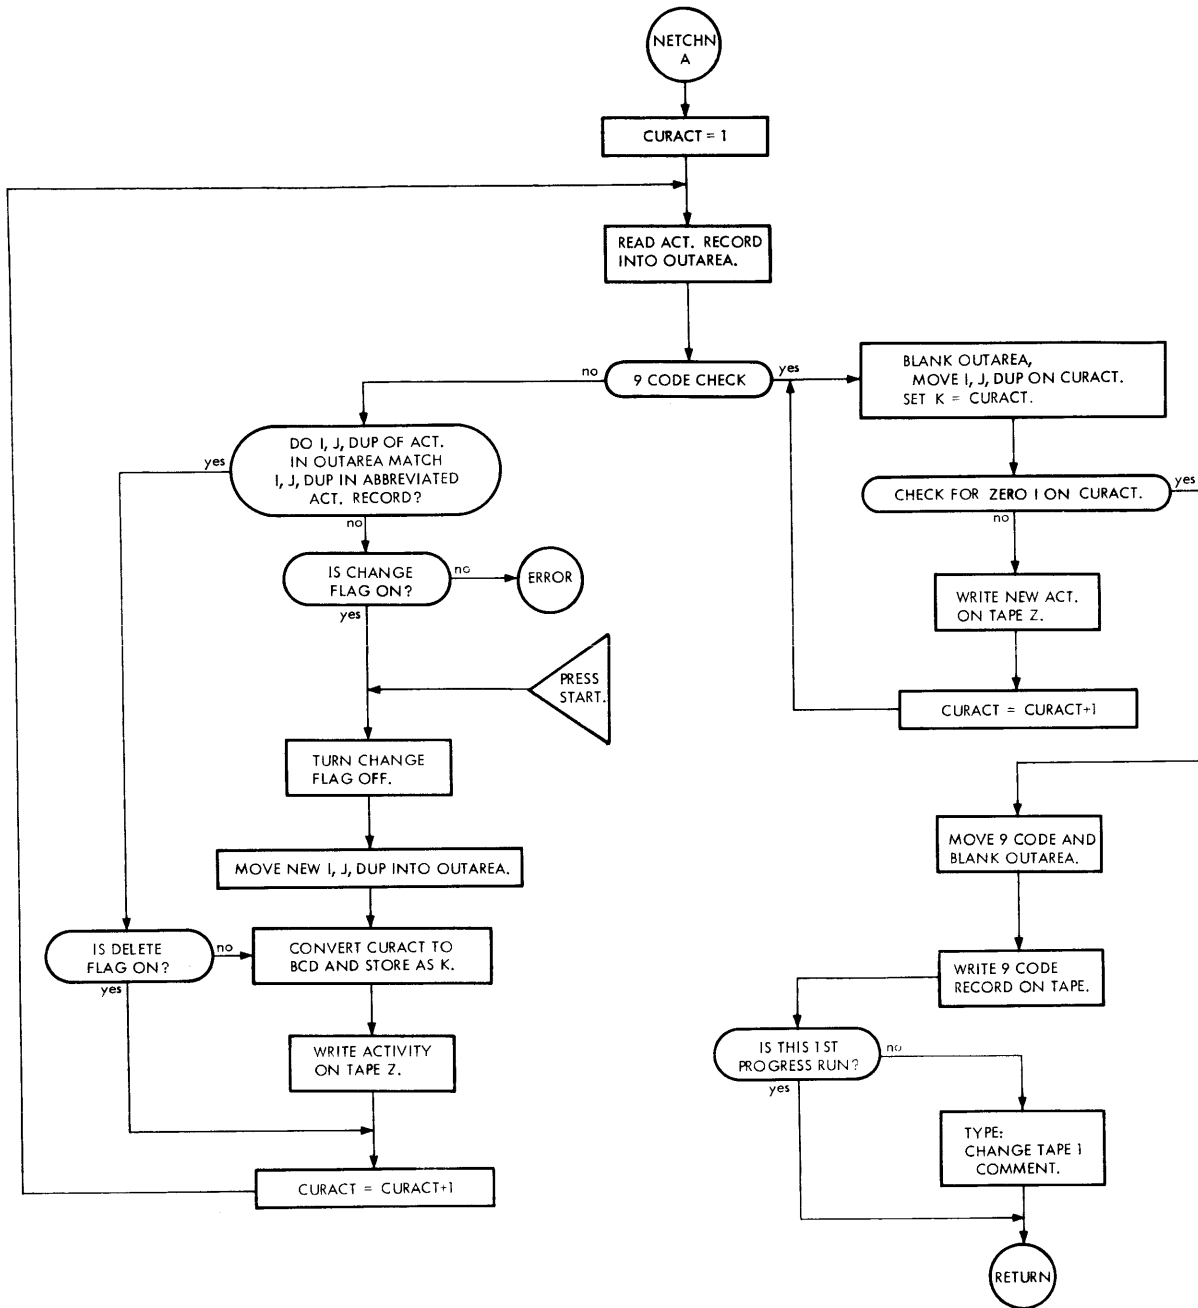 NETCHN
A
CURACT = 1
READ ACT. RECORD
INTO OUTAREA.
9 CODE CHECK
no
yes
BLANK OUTAREA,
MOVE I, J, DUP ON CURACT.
SET K = CURACT.
DO I, J, DUP OF ACT.
IN OUTAREA MATCH
I, J, DUP IN ABBREVIATED
ACT. RECORD?
yes
no
CHECK FOR ZERO I ON CURACT.
yes
no
IS CHANGE
FLAG ON?
no
yes
ERROR
WRITE NEW ACT.
ON TAPE Z.
PRESS
START.
CURACT = CURACT+1
TURN CHANGE
FLAG OFF.
MOVE 9 CODE AND
BLANK OUTAREA.
MOVE NEW I, J, DUP INTO OUTAREA.
IS DELETE
FLAG ON?
no
yes
CONVERT CURACT TO
BCD AND STORE AS K.
WRITE 9 CODE
RECORD ON TAPE.
WRITE ACTIVITY
ON TAPE Z.
IS THIS 1ST
PROGRESS RUN?
no
yes
TYPE:
CHANGE TAPE 1
COMMENT.
CURACT = CURACT+1
RETURN